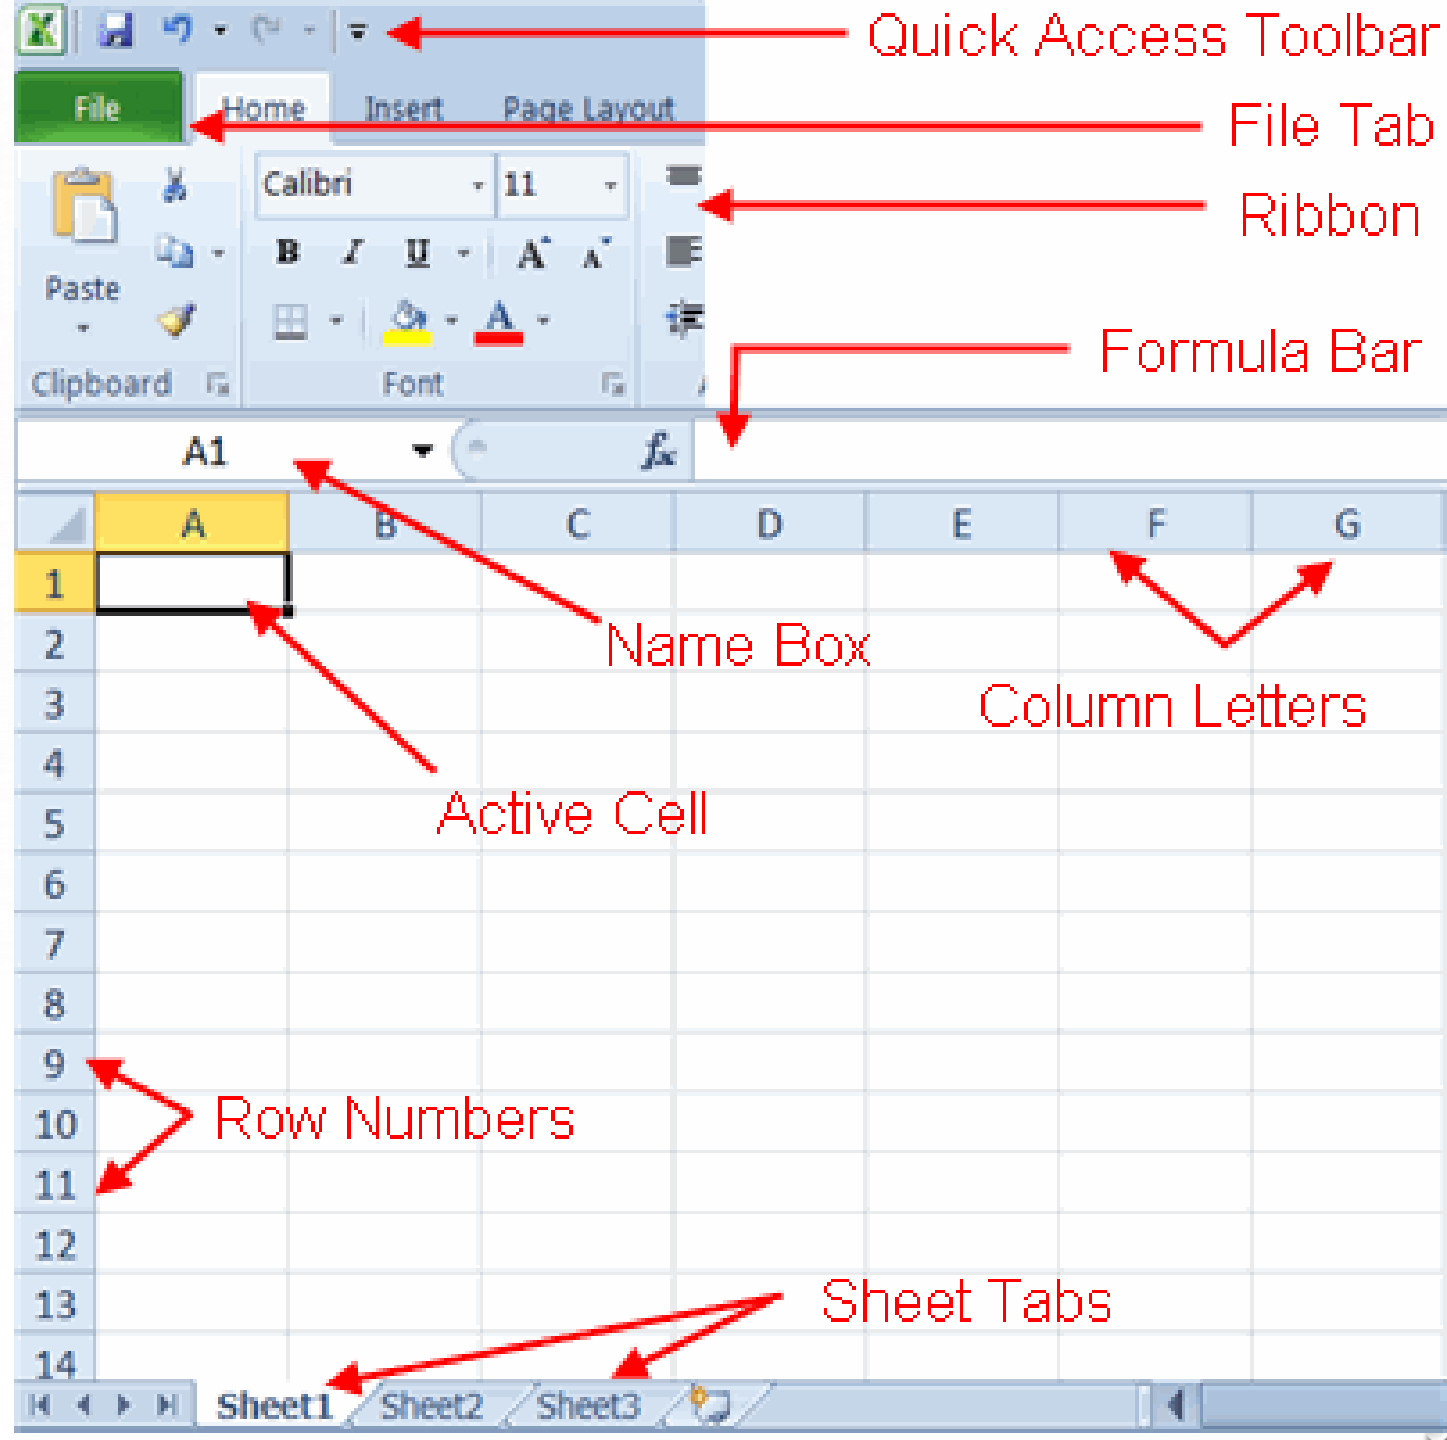 Quick Access Toolbar
File Home Insert Page Layout
File Tab
Calibri 11
Ribbon
B I U A A
Paste
A
Formula Bar
Clipboard Font
A1 fx
A B C D E F G
1
2 Name Box
3 Column Letters
4
5 Active Cell
6
7
8
9
10 Row Numbers
11
12
13 Sheet Tabs
14
Sheet1 Sheet2 Sheet3